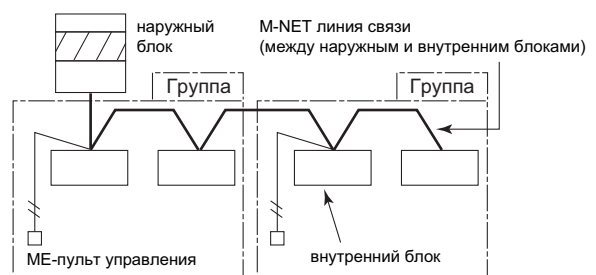 наружный
блок
M-NET линия связи
(между наружным и внутренним блоками)
Группа
Группа
МЕ-пульт управления
внутренний блок